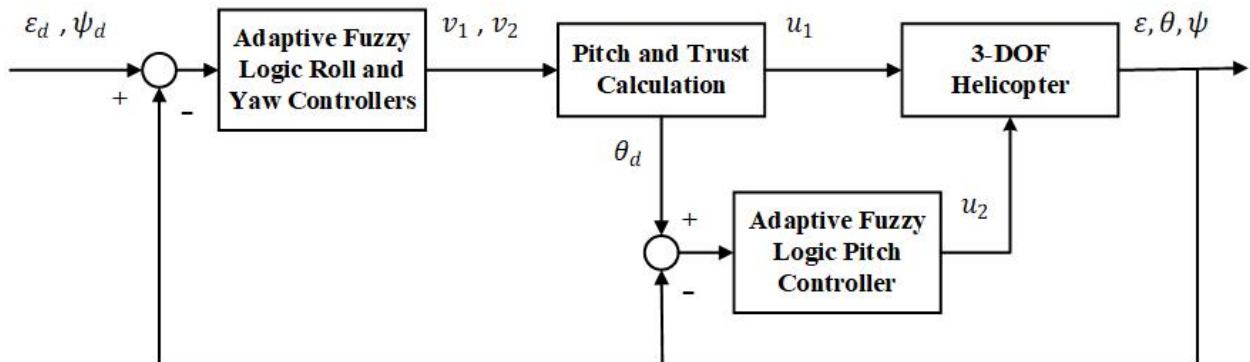 ε_d , ψ_d
+
-
Adaptive Fuzzy
Logic Roll and
Yaw Controllers
v_1 , v_2
Pitch and Trust
Calculation
u_1
3-DOF
Helicopter
ε, θ, ψ
θ_d
+
-
Adaptive Fuzzy
Logic Pitch
Controller
u_2